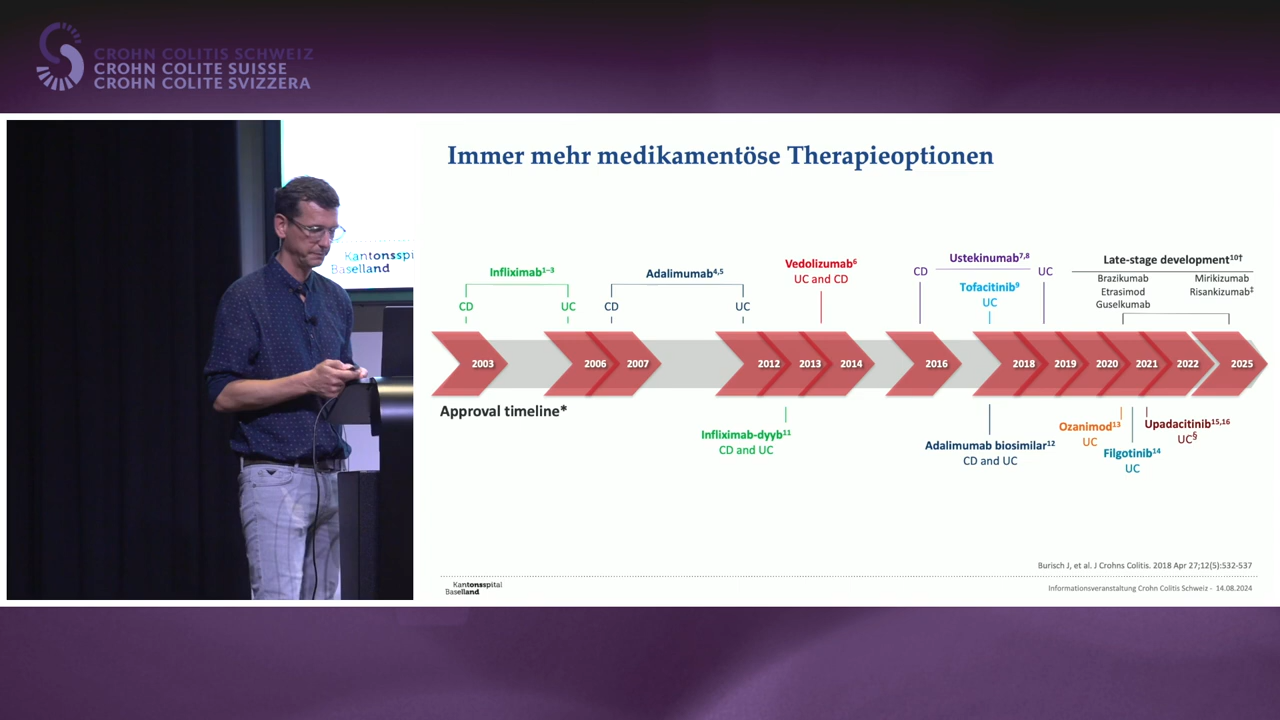 CROHN COLITIS SCHWEIZ
CROHN COLITE SUISSE
CROHN COLITE SVIZZERA
Kantonsspi
Baselland
Immer mehr medikamentöse Therapieoptionen
Infliximab¹⁻³
CD
UC
Adalimumab⁴,⁵
CD
UC
Vedolizumab⁶
UC and CD
Ustekinumab⁷,⁸
CD
UC
Tofacitinib⁹
UC
Late-stage development¹⁰†
Brazikumab
Etrasimod
Guselkumab
Mirikizumab
Risankizumab‡
2003 2006 2007 2012 2013 2014 2016 2018 2019 2020 2021 2022 2025
Approval timeline*
Infliximab-dyyb¹¹
CD and UC
Adalimumab biosimilar¹²
CD and UC
Ozanimod¹³
UC
Filgotinib¹⁴
UC
Upadacitinib¹⁵,¹⁶
UC§
Burisch J, et al. J Crohns Colitis. 2018 Apr 27;12(5):532-537
Kantonsspital
Baselland
Informationsveranstaltung Crohn Colitis Schweiz - 14.08.2024